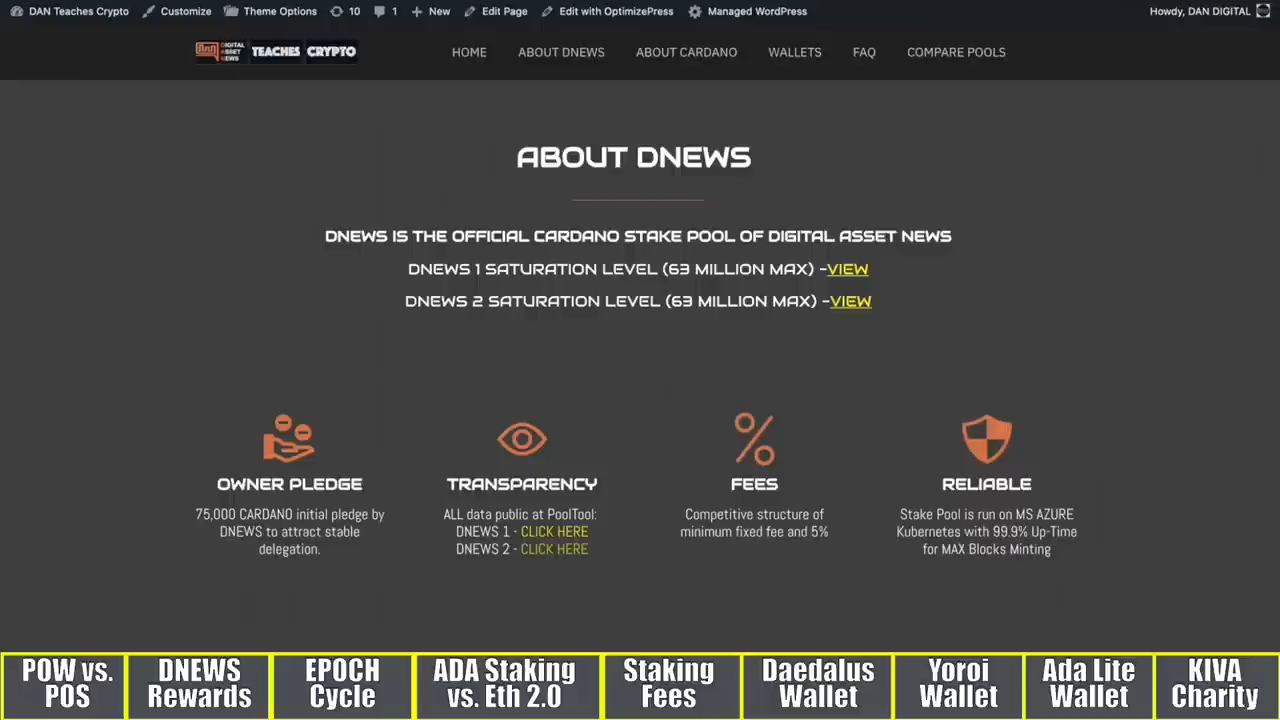 DAN Teaches Crypto Customize Theme Options 10 1 New Edit Page Edit with OptimizePress Managed WordPress Howdy, DAN DIGITAL
DIGITAL ASSET NEWS TEACHES CRYPTO HOME ABOUT DNEWS ABOUT CARDANO WALLETS FAQ COMPARE POOLS
ABOUT DNEWS
DNEWS IS THE OFFICIAL CARDANO STAKE POOL OF DIGITAL ASSET NEWS
DNEWS 1 SATURATION LEVEL (63 MILLION MAX) -VIEW
DNEWS 2 SATURATION LEVEL (63 MILLION MAX) -VIEW
OWNER PLEDGE
75,000 CARDANO initial pledge by
DNEWS to attract stable
delegation.
TRANSPARENCY
ALL data public at PoolTool:
DNEWS 1 - CLICK HERE
DNEWS 2 - CLICK HERE
FEES
Competitive structure of
minimum fixed fee and 5%
RELIABLE
Stake Pool is run on MS AZURE
Kubernetes with 99.9% Up-Time
for MAX Blocks Minting
POW vs.
POS
DNEWS
Rewards
EPOCH
Cycle
ADA Staking
vs. Eth 2.0
Staking
Fees
Daedalus
Wallet
Yoroi
Wallet
Ada Lite
Wallet
KIVA
Charity